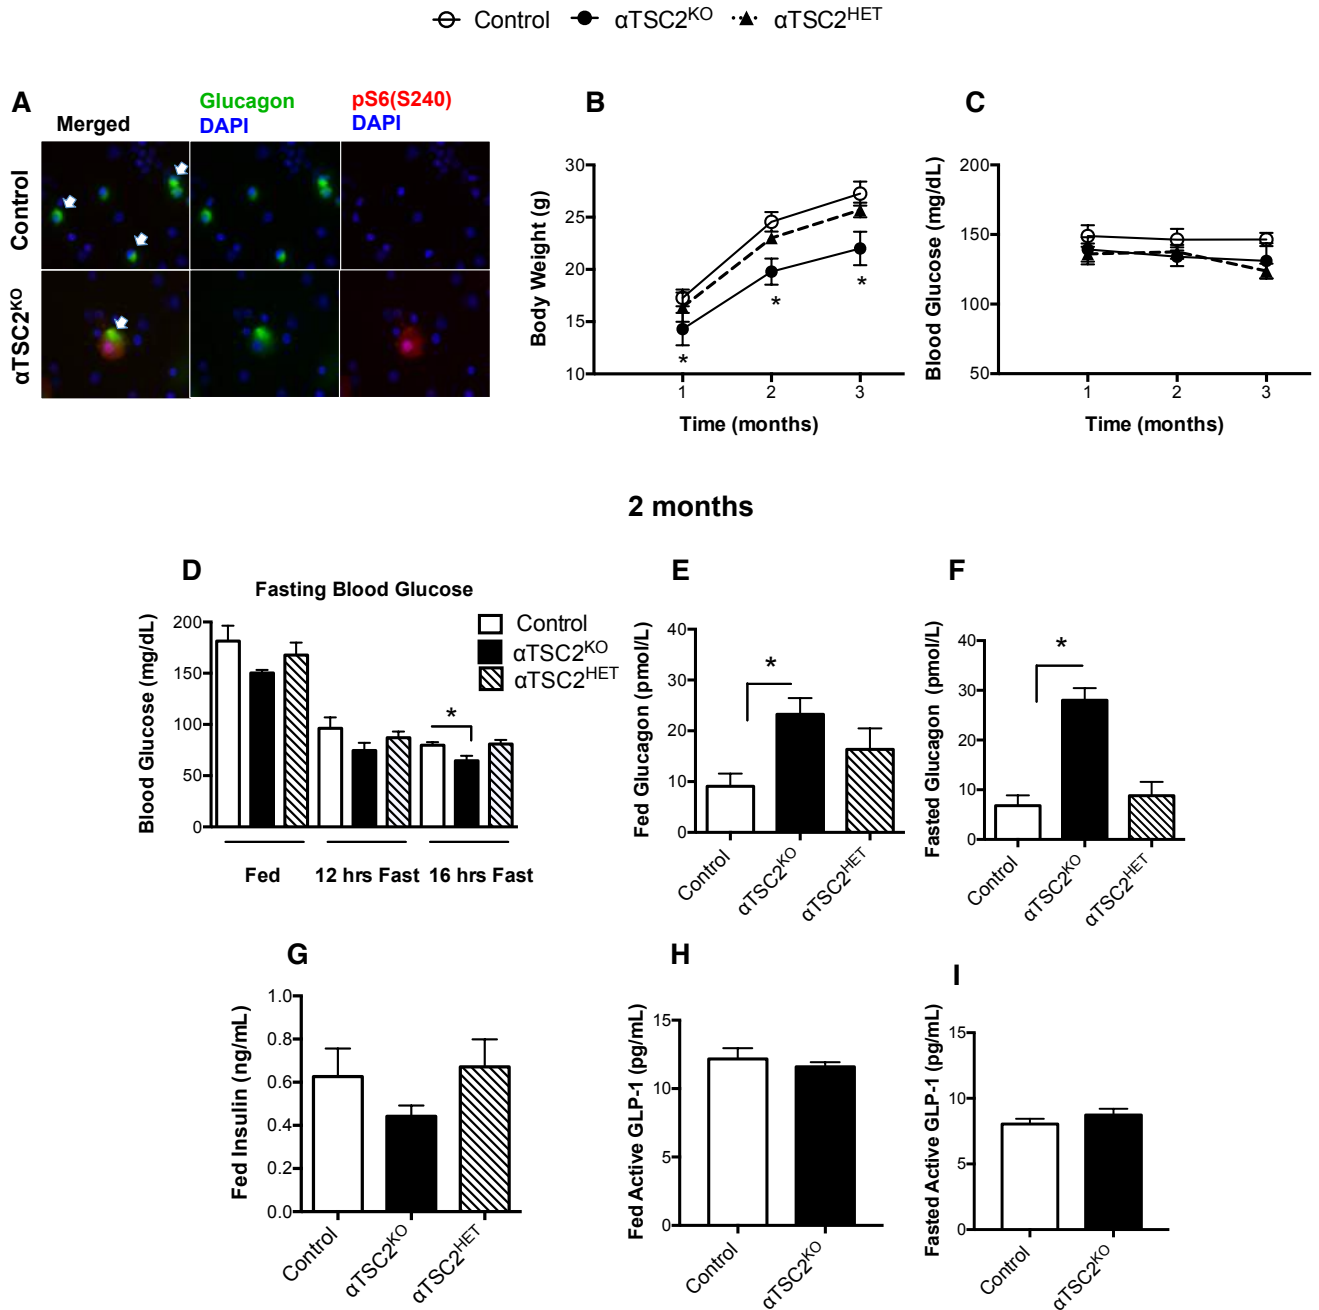 Control αTSC2KO αTSC2HET
A
Merged
Glucagon
DAPI
pS6(S240)
DAPI
Control
αTSC2KO
B
Body Weight (g)
30
25
20
15
10
*
*
*
1 2 3
Time (months)
C
Blood Glucose (mg/dL)
200
150
100
50
1 2 3
Time (months)
2 months
D
Fasting Blood Glucose
Blood Glucose (mg/dL)
200
150
100
50
0
Control
αTSC2KO
αTSC2HET
*
Fed 12 hrs Fast 16 hrs Fast
E
Fed Glucagon (pmol/L)
40
30
20
10
0
*
Control αTSC2KO αTSC2HET
F
Fasted Glucagon (pmol/L)
40
30
20
10
0
*
Control αTSC2KO αTSC2HET
G
Fed Insulin (ng/mL)
1.0
0.8
0.6
0.4
0.2
0.0
Control αTSC2KO αTSC2HET
H
Fed Active GLP-1 (pg/mL)
15
10
5
0
Control αTSC2KO
I
Fasted Active GLP-1 (pg/mL)
15
10
5
0
Control αTSC2KO